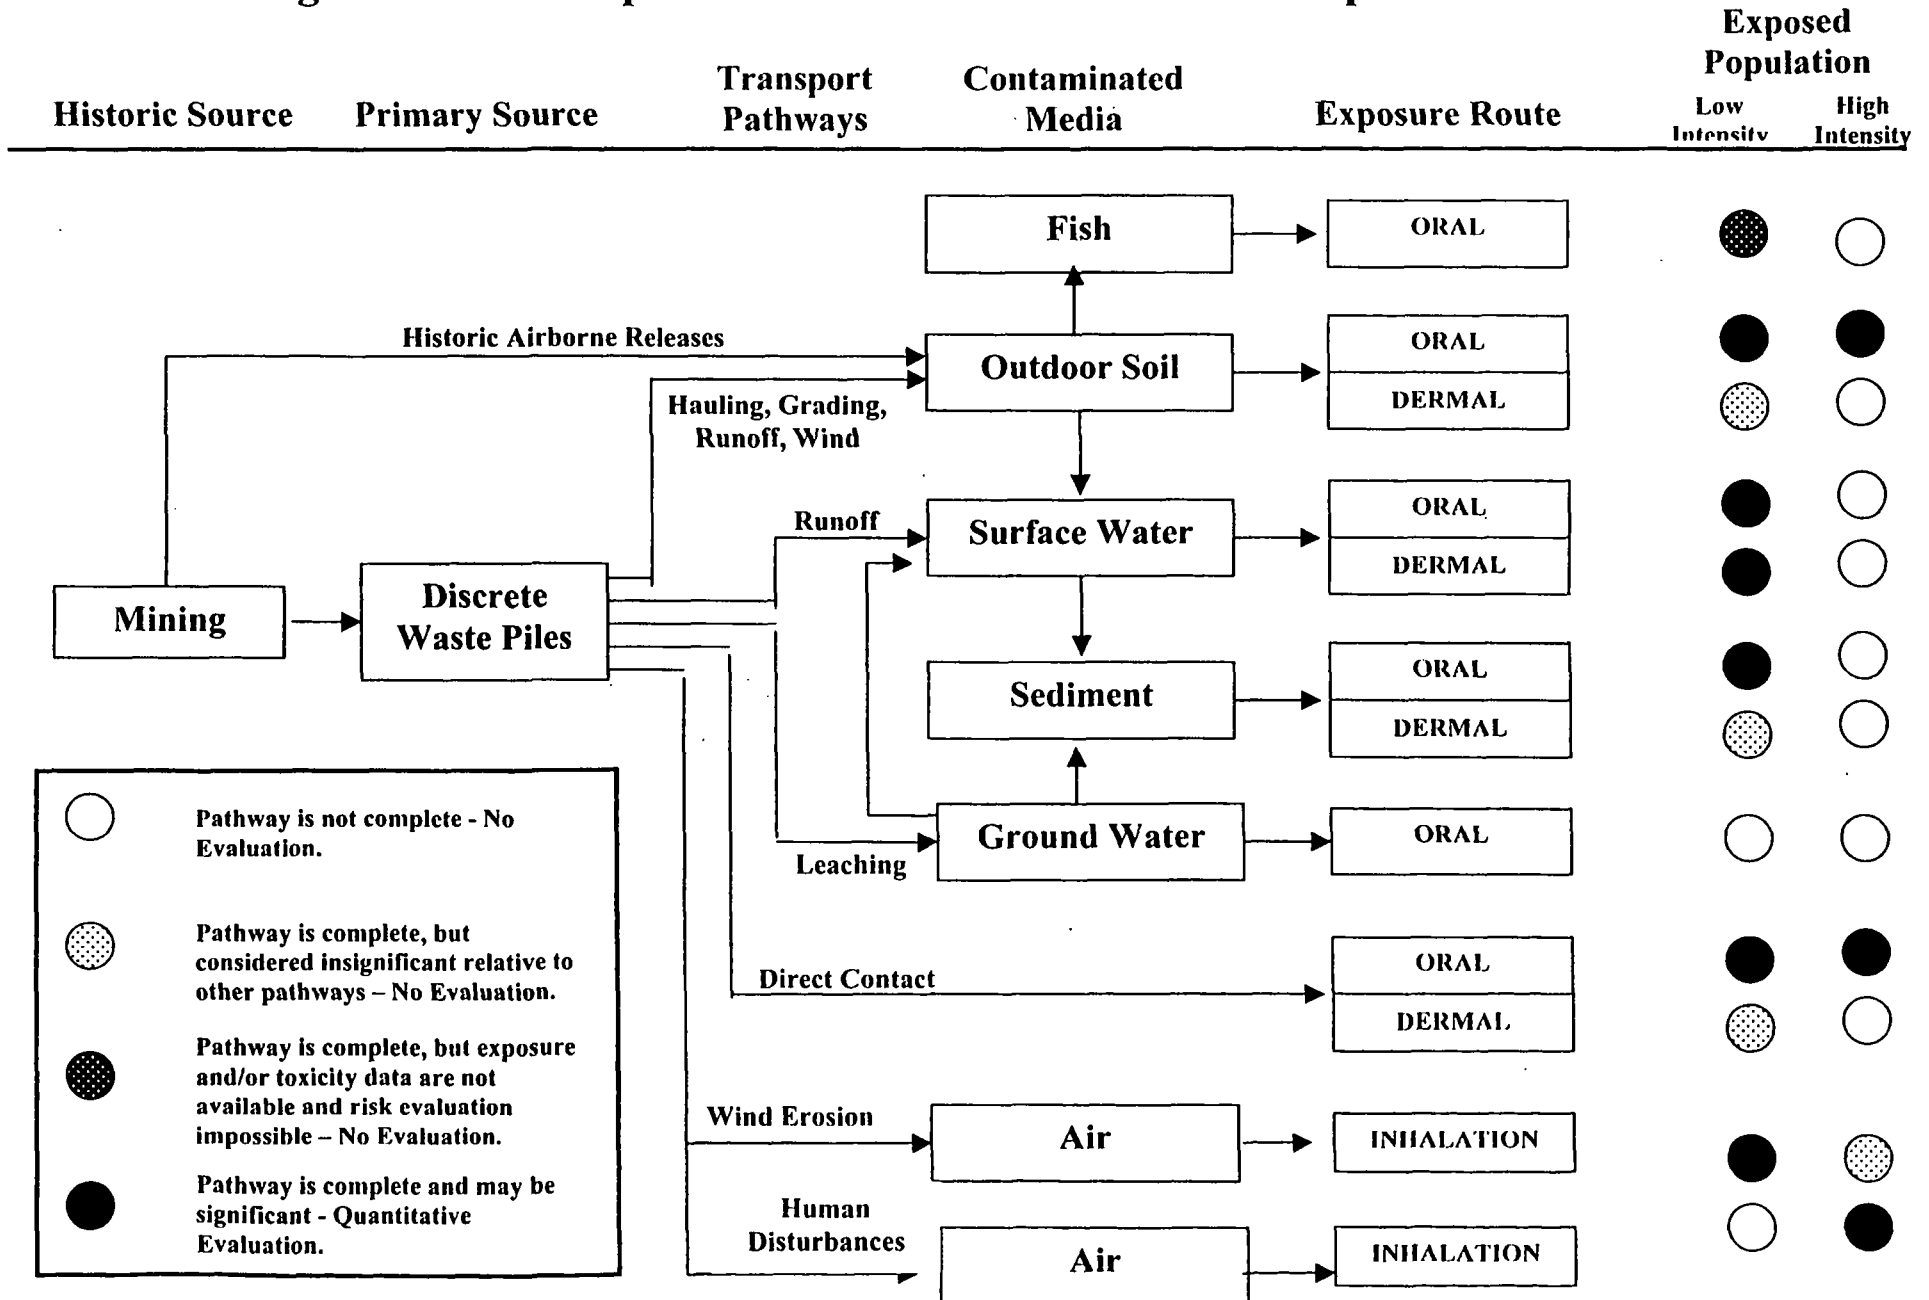 Exposed
Population
Transport
Pathways
Contaminated
Media
Historic Source
Primary Source
Exposure Route
Low
Intensity
High
Intensity
Fish
ORAL
Historic Airborne Releases
Outdoor Soil
ORAL
DERMAL
Hauling, Grading,
Runoff, Wind
Runoff
Surface Water
ORAL
DERMAL
Mining
Discrete
Waste Piles
Sediment
ORAL
DERMAL
Ground Water
ORAL
Leaching
Direct Contact
ORAL
DERMAL
Wind Erosion
Air
INHALATION
Human
Disturbances
Air
INHALATION
Pathway is not complete - No
Evaluation.
Pathway is complete, but
considered insignificant relative to
other pathways – No Evaluation.
Pathway is complete, but exposure
and/or toxicity data are not
available and risk evaluation
impossible – No Evaluation.
Pathway is complete and may be
significant - Quantitative
Evaluation.